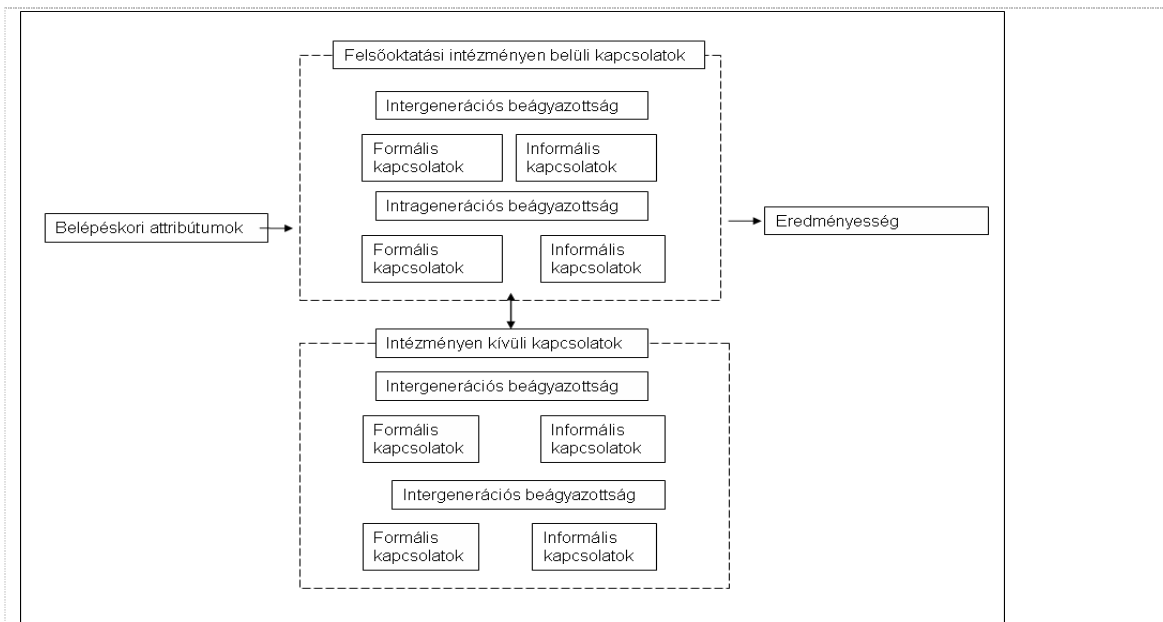 Felsőoktatási intézményen belüli kapcsolatok
Intergenerációs beágyazottság
Formális
kapcsolatok
Informális
kapcsolatok
Intragenerációs beágyazottság
Formális
kapcsolatok
Informális
kapcsolatok
Belépéskori attribútumok
Eredményesség
Intézményen kívüli kapcsolatok
Intergenerációs beágyazottság
Formális
kapcsolatok
Informális
kapcsolatok
Intergenerációs beágyazottság
Formális
kapcsolatok
Informális
kapcsolatok